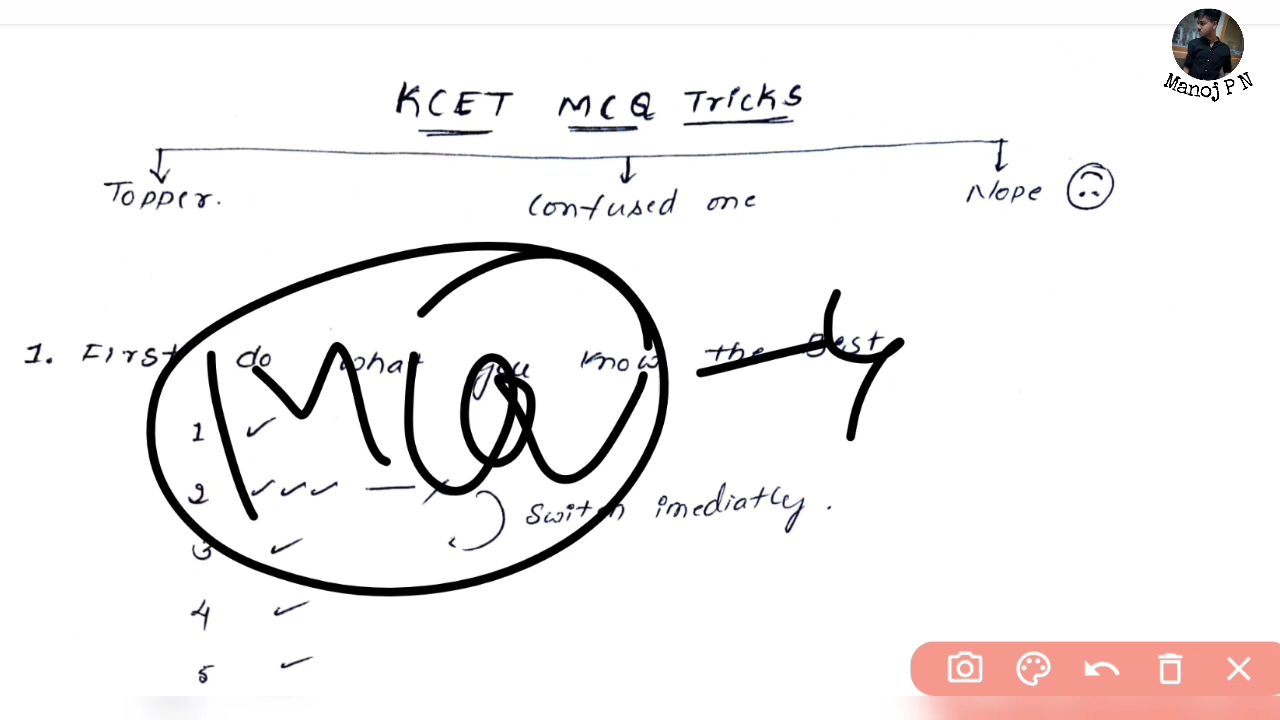 Manoj P N
KCET MCQ Tricks
Topper. Confused one Nope
1. First do what you know the Best
MCQ - 4
1
2
Switch imediatly.
3
4
5